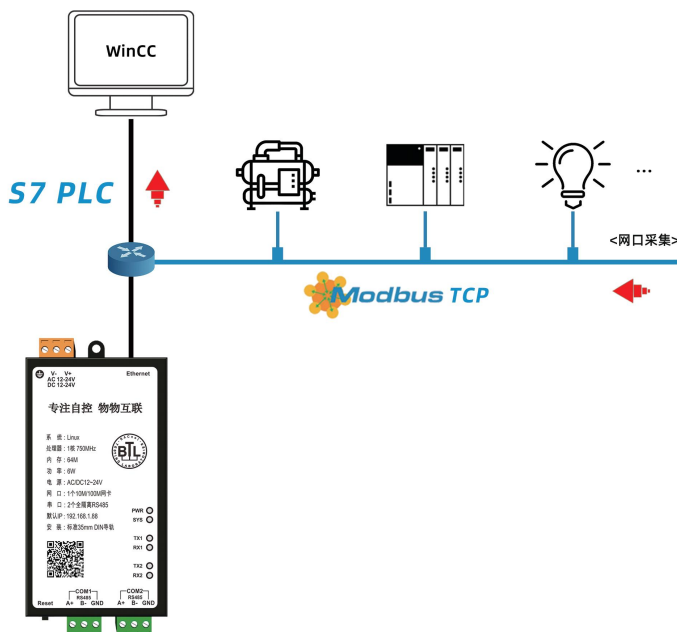 WinCC
S7 PLC
...
<网口采集>
Modbus TCP
V- V+
AC 12-24V
DC 12-24V
Ethernet
专注自控 物物互联
系 统 : Linux
处理器 : 1核 750MHz
内 存 : 64M
功 率 : 6W
电 源 : AC/DC12~24V
网 口 : 1个10M/100M网卡
串 口 : 2个全隔离RS485
默认IP : 192.168.1.88
安 装 : 标准35mm DIN导轨
BTL
PWR
SYS
TX1
RX1
TX2
RX2
COM1
RS485
COM2
RS485
Reset A+ B- GND A+ B- GND